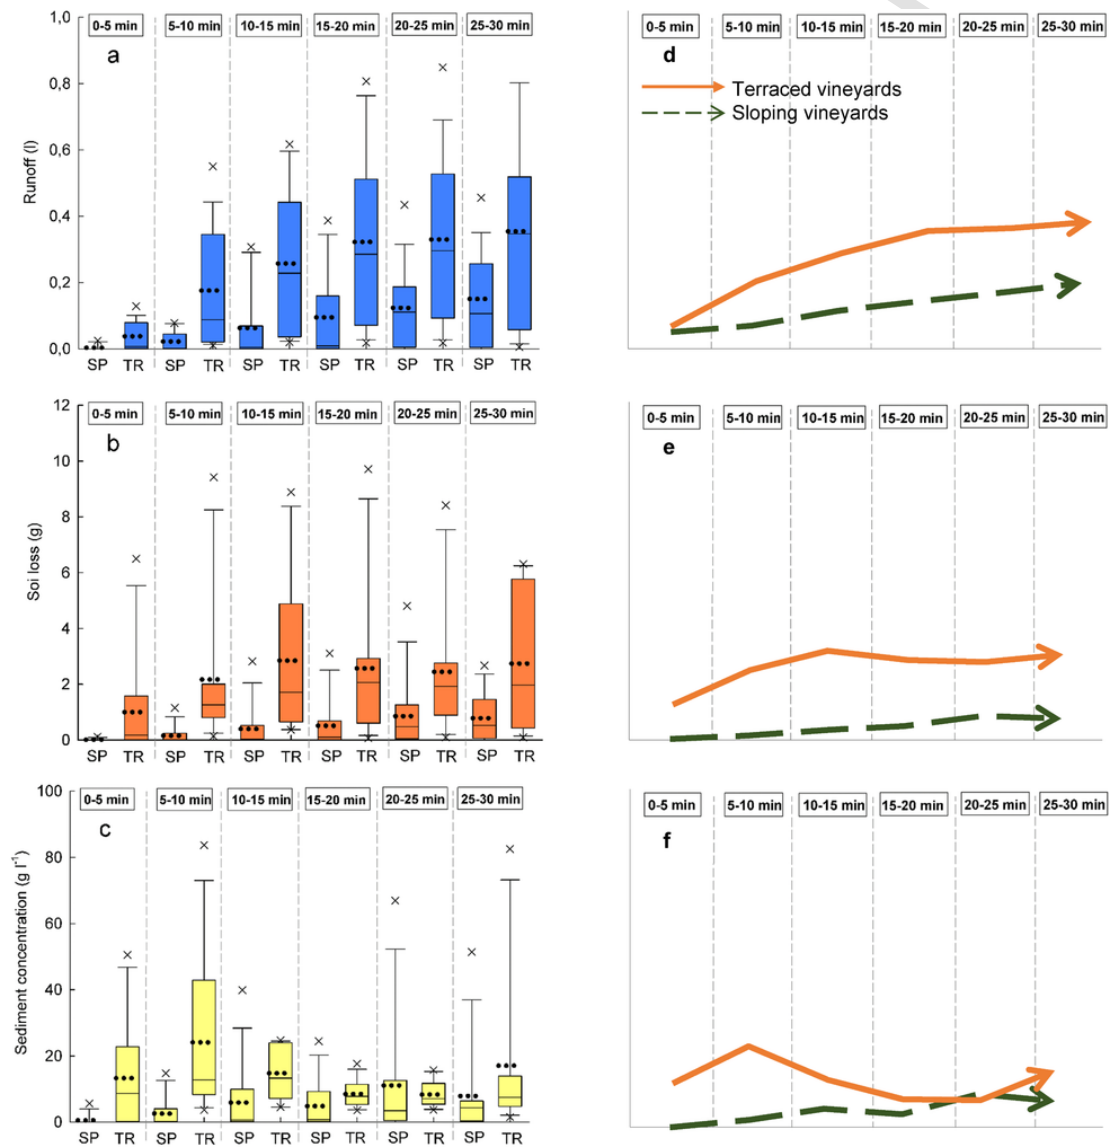 0-5 min 5-10 min 10-15 min 15-20 min 20-25 min 25-30 min
a
Runoff (l)
1,0
0,8
0,6
0,4
0,2
0,0
SP TR SP TR SP TR SP TR SP TR SP TR
0-5 min 5-10 min 10-15 min 15-20 min 20-25 min 25-30 min
d
Terraced vineyards
Sloping vineyards
0-5 min 5-10 min 10-15 min 15-20 min 20-25 min 25-30 min
b
Soi loss (g)
12
10
8
6
4
2
0
SP TR SP TR SP TR SP TR SP TR SP TR
0-5 min 5-10 min 10-15 min 15-20 min 20-25 min 25-30 min
e
0-5 min 5-10 min 10-15 min 15-20 min 20-25 min 25-30 min
c
Sediment concentration (g l⁻¹)
100
80
60
40
20
0
SP TR SP TR SP TR SP TR SP TR SP TR
0-5 min 5-10 min 10-15 min 15-20 min 20-25 min 25-30 min
f